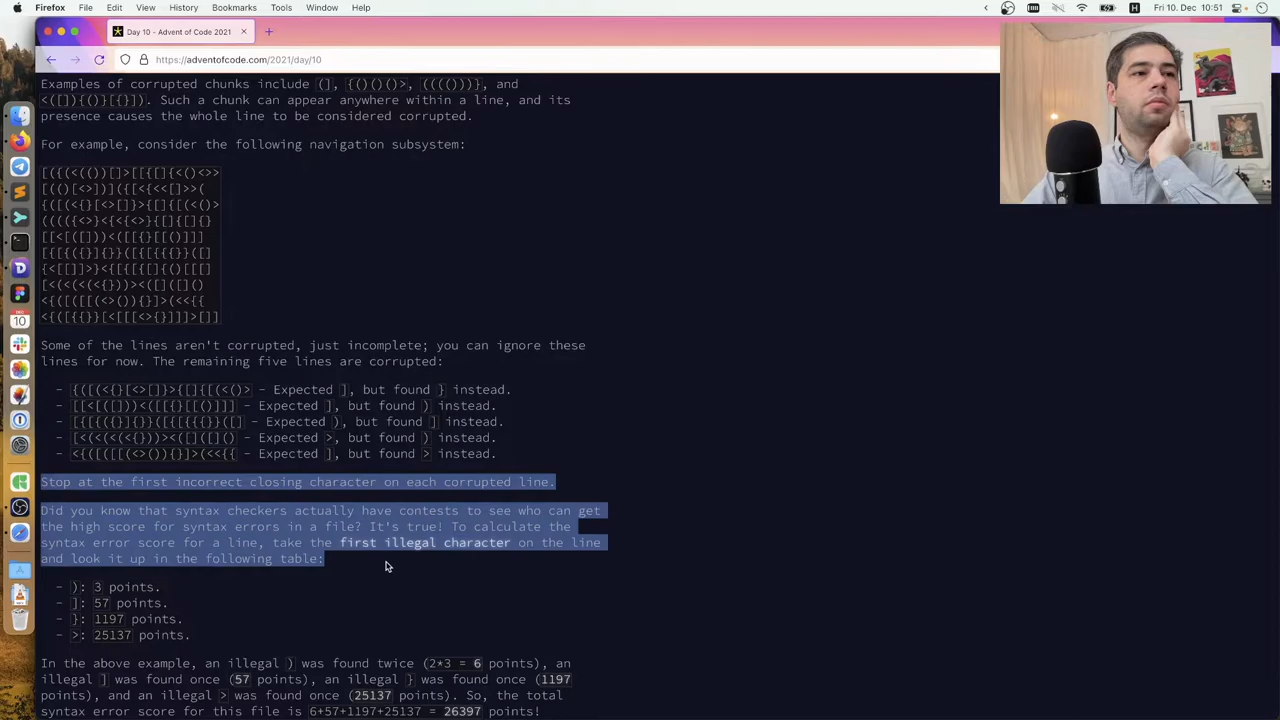 Firefox File Edit View History Bookmarks Tools Window Help
Fri 10. Dec 10:51
Day 10 - Advent of Code 2021
https://adventofcode.com/2021/day/10
Examples of corrupted chunks include (], {()()()>, (((()))}, and
<([]){()}[{}]). Such a chunk can appear anywhere within a line, and its
presence causes the whole line to be considered corrupted.
For example, consider the following navigation subsystem:
[({(<(())[]>[[{[]{<()<>>
[(()[<>])]({[<{<<[]>>(
{([(<{}[<>[]}>{[]{[(<()>
(((({<>}<{<{<>}{[]{[]{}
[[<[([]))<([[{}[[()]]]
[{[{({}]{}}([{[{{{}}([]
{<[[]]>}<{[{[{[]{()[[[]
[<(<(<(<{}))><([]([]()
<{([([[(<>()){}]>(<<{{
<{([{{}}[<[[[<>{}]]]>[]]
Some of the lines aren't corrupted, just incomplete; you can ignore these
lines for now. The remaining five lines are corrupted:
- {([(<{}[<>[]}>{[]{[(<()> - Expected ], but found } instead.
- [[<[([]))<([[{}[[()]]] - Expected ], but found ) instead.
- [{[{({}]{}}([{[{{{}}([] - Expected ), but found ] instead.
- [<(<(<(<{}))><([]([]() - Expected >, but found ) instead.
- <{([([[(<>()){}]>(<<{{ - Expected ], but found > instead.
Stop at the first incorrect closing character on each corrupted line.
Did you know that syntax checkers actually have contests to see who can get
the high score for syntax errors in a file? It's true! To calculate the
syntax error score for a line, take the first illegal character on the line
and look it up in the following table:
- ): 3 points.
- ]: 57 points.
- }: 1197 points.
- >: 25137 points.
In the above example, an illegal ) was found twice (2*3 = 6 points), an
illegal ] was found once (57 points), an illegal } was found once (1197
points), and an illegal > was found once (25137 points). So, the total
syntax error score for this file is 6+57+1197+25137 = 26397 points!